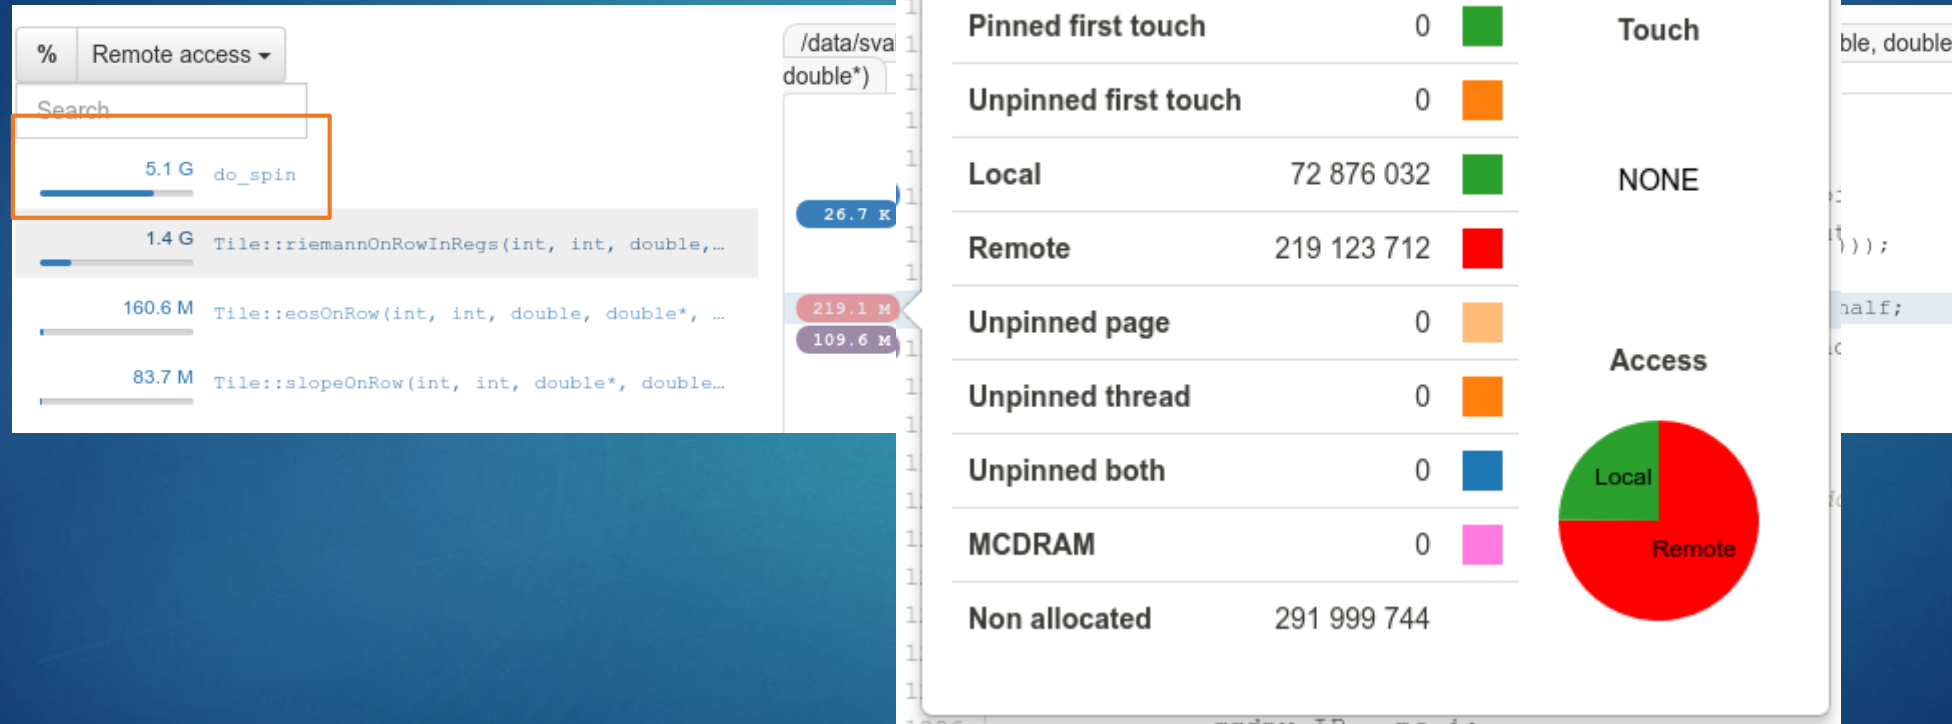 % Remote access
Search
5.1 G do_spin
1.4 G Tile::riemannOnRowInRegs(int, int, double,…
160.6 M Tile::eosOnRow(int, int, double, double*, …
83.7 M Tile::slopeOnRow(int, int, double*, double…
/data/sva
double*)
26.7 K
219.1 M
109.6 M
Pinned first touch 0
Unpinned first touch 0
Local 72 876 032
Remote 219 123 712
Unpinned page 0
Unpinned thread 0
Unpinned both 0
MCDRAM 0
Non allocated 291 999 744
Touch
NONE
Access
Local
Remote
ble, double
)));
half;